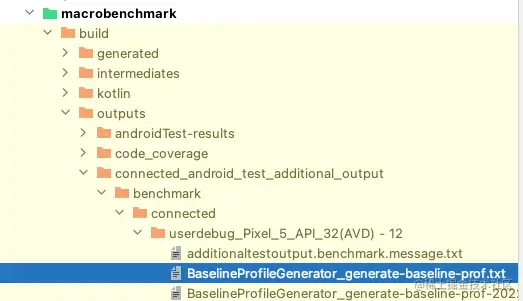 macrobenchmark
build
generated
intermediates
kotlin
outputs
androidTest-results
code_coverage
connected_android_test_additional_output
benchmark
connected
userdebug_Pixel_5_API_32(AVD) - 12
additionaltestoutput.benchmark.message.txt
BaselineProfileGenerator_generate-baseline-prof.txt
BaselineProfileGenerator_generate-baseline-prof-202
@稀土掘金技术社区